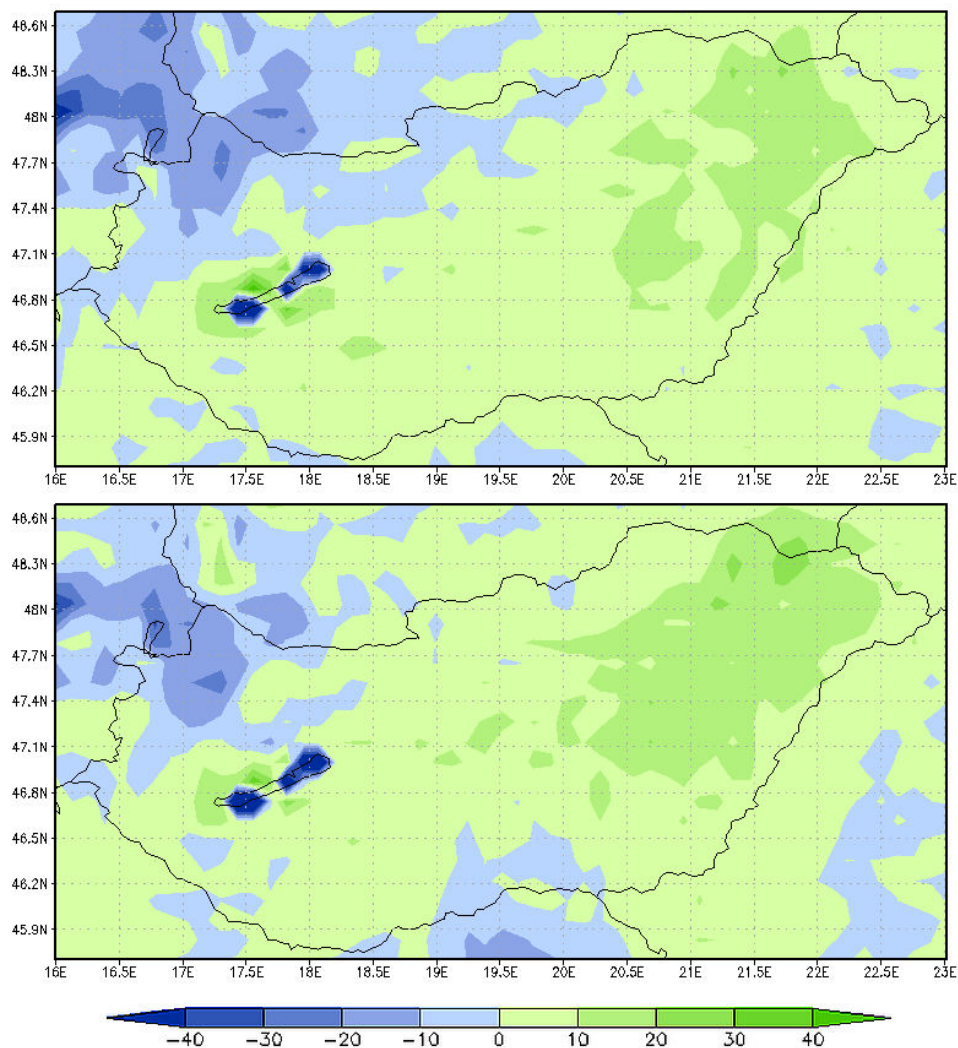 48.6N
48.3N
48N
47.7N
47.4N
47.1N
46.8N
46.5N
46.2N
45.9N
16E 16.5E 17E 17.5E 18E 18.5E 19E 19.5E 20E 20.5E 21E 21.5E 22E 22.5E 23E
48.6N
48.3N
48N
47.7N
47.4N
47.1N
46.8N
46.5N
46.2N
45.9N
16E 16.5E 17E 17.5E 18E 18.5E 19E 19.5E 20E 20.5E 21E 21.5E 22E 22.5E 23E
−40 −30 −20 −10 0 10 20 30 40